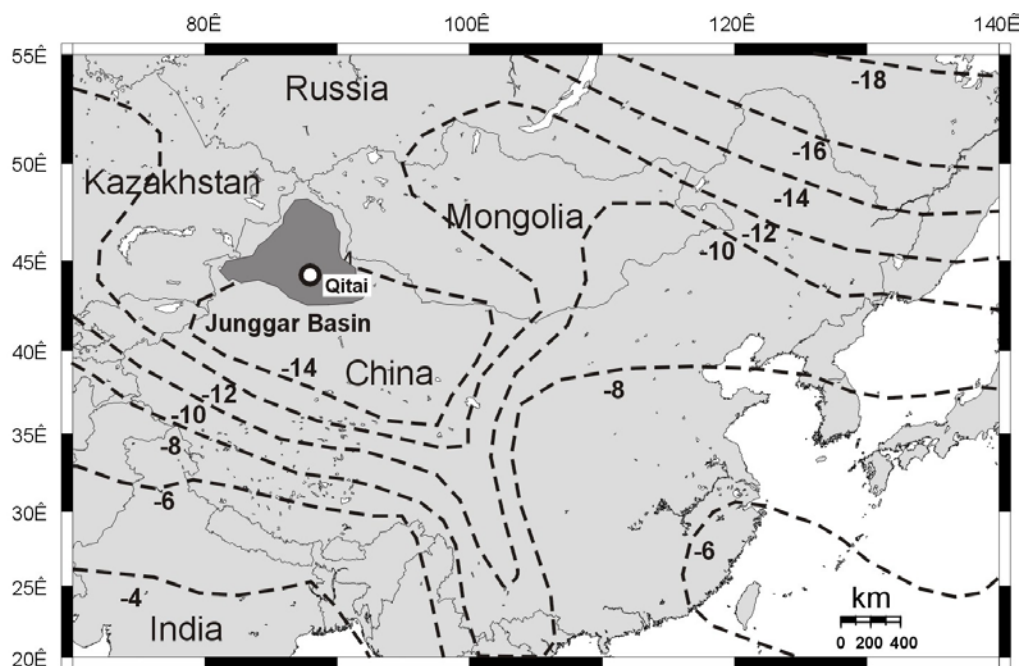 80Ê 100Ê 120Ê 140Ê
55Ê
Russia
-18
-16
50Ê
Kazakhstan
-14
Mongolia
-12
-10
45Ê
Qitai
Junggar Basin
40Ê
-14
China
-8
-12
-10
35Ê
-8
-6
30Ê
-6
25Ê
-4
km
India
0 200 400
20Ê